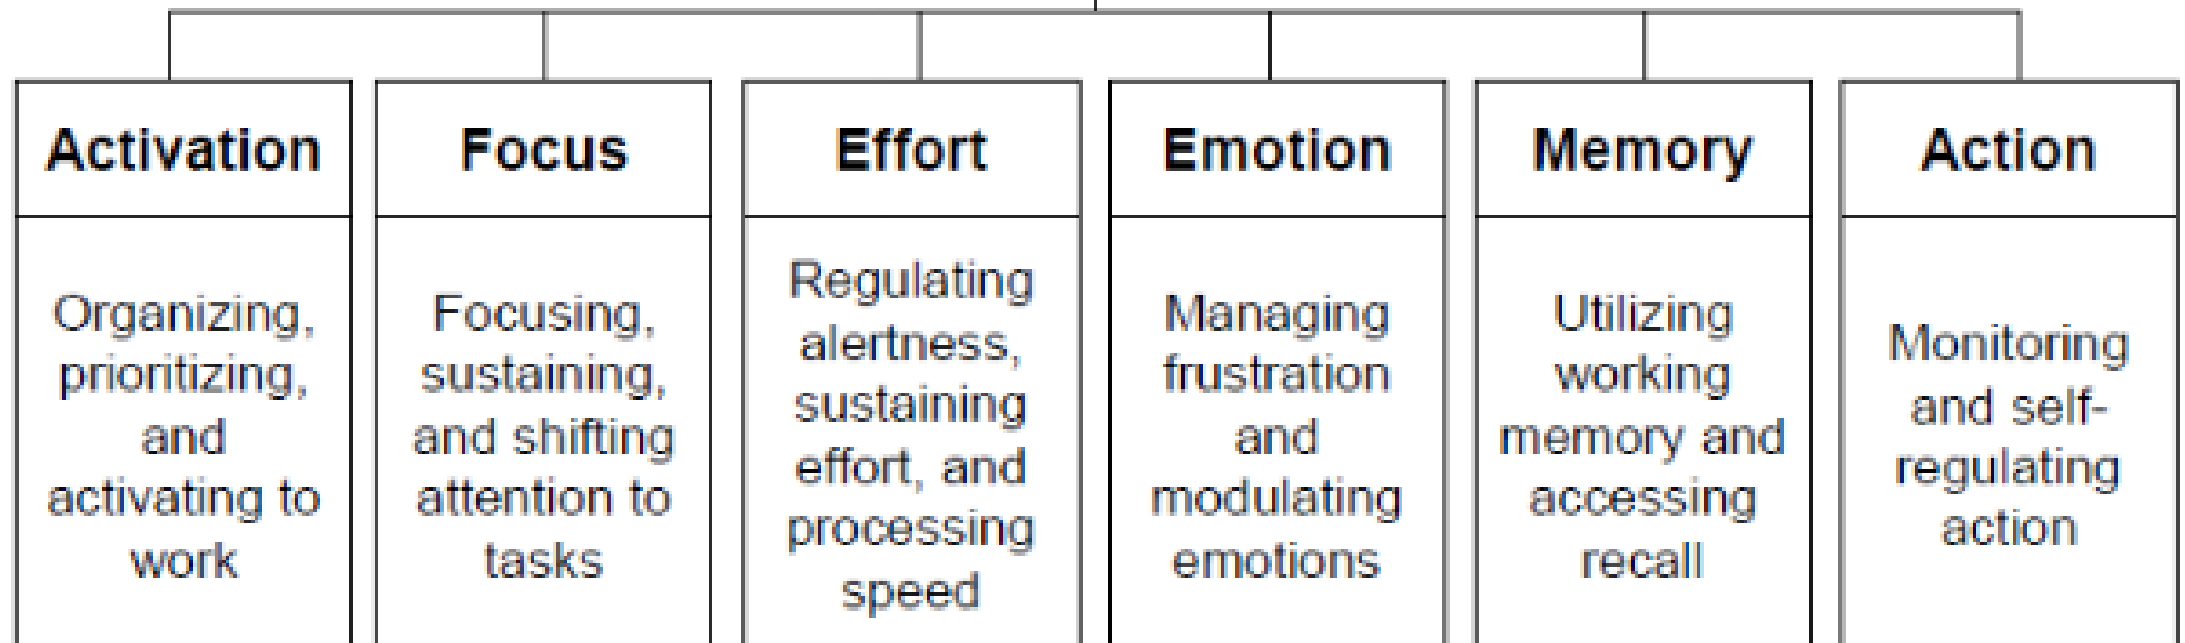 Activation
Organizing,
prioritizing,
and
activating to
work
Focus
Focusing,
sustaining,
and shifting
attention to
tasks
Effort
Regulating
alertness,
sustaining
effort, and
processing
speed
Emotion
Managing
frustration
and
modulating
emotions
Memory
Utilizing
working
memory and
accessing
recall
Action
Monitoring
and self-
regulating
action